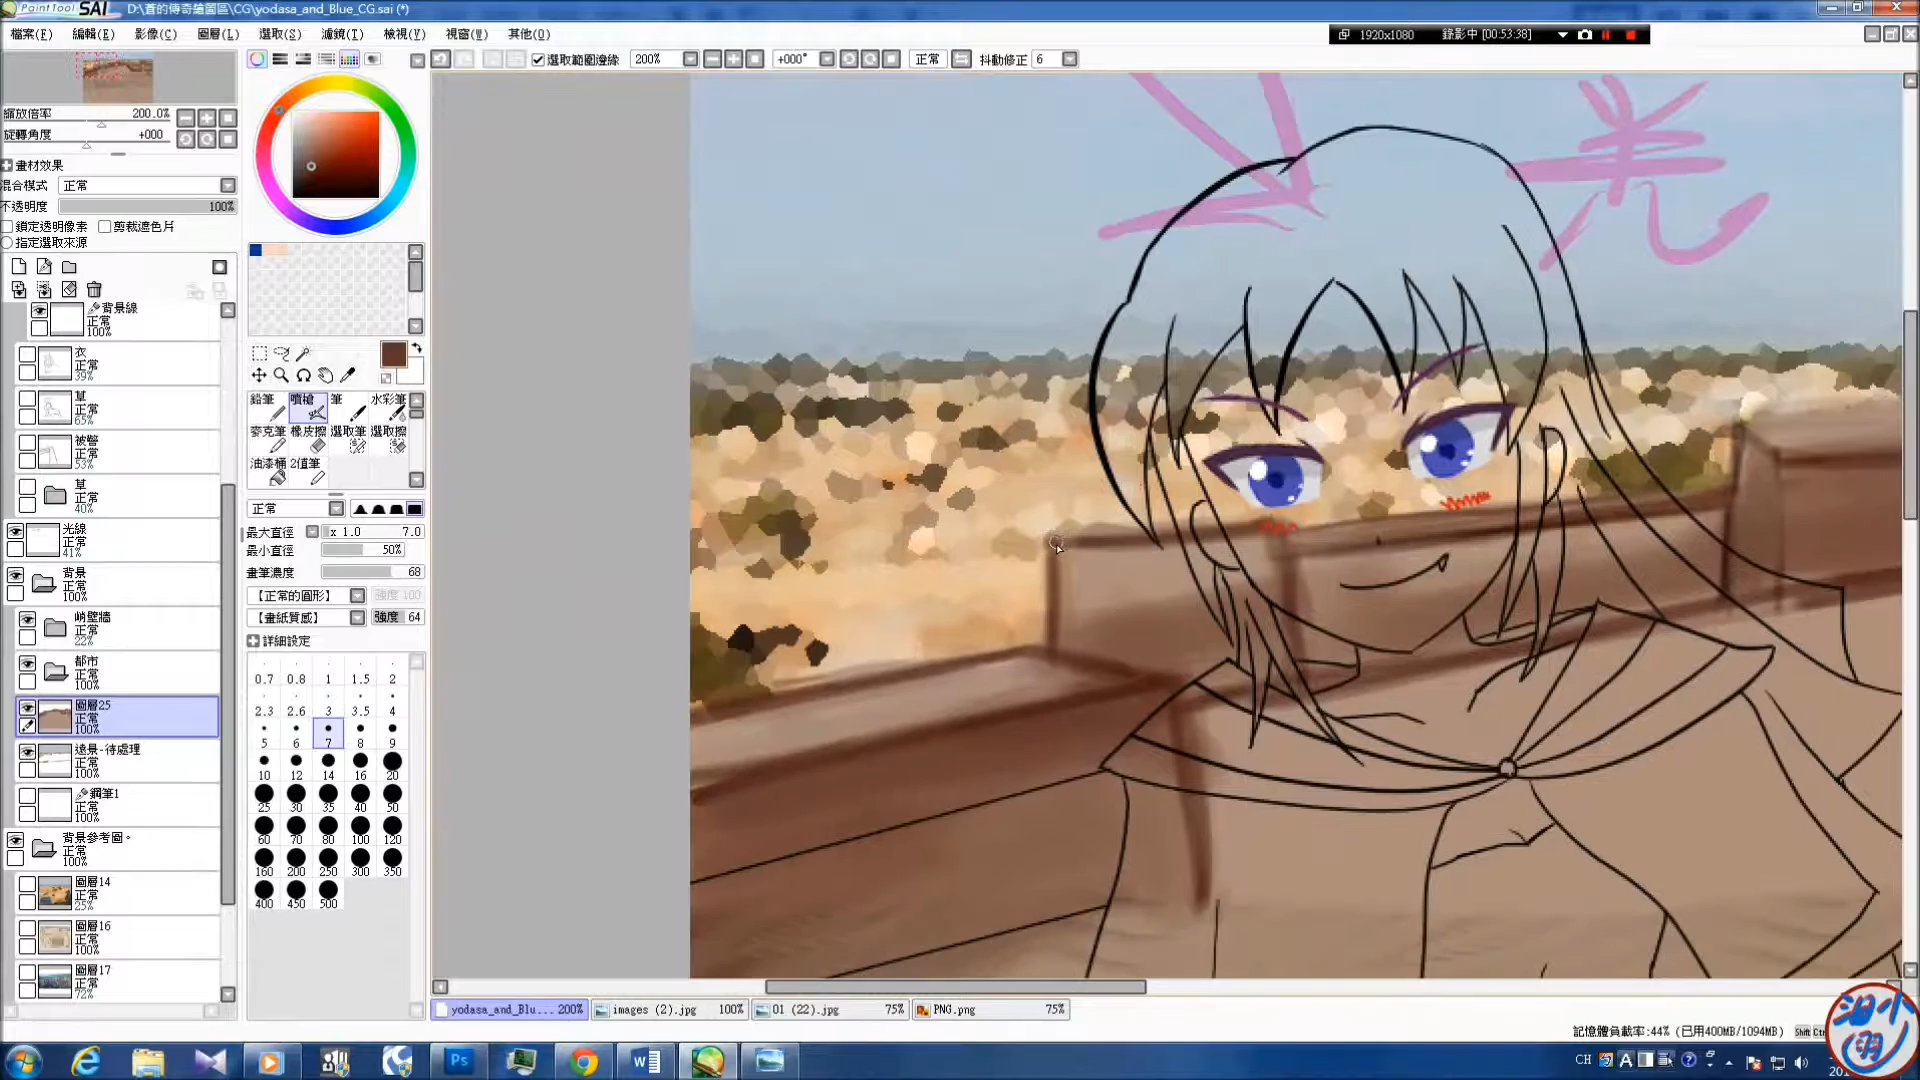 PaintTool SAI D:\蒼的傳奇繪圖區\CG\yodasa_and_Blue_CG.sai (*)
檔案(F) 編輯(E) 影像(C) 圖層(L) 選取(S) 濾鏡(I) 檢視(V) 視窗(W) 其他(O)
1920x1080 錄影中 [00:53:38]
選取範圍邊緣 200% +000° 正常 抖動修正 6
縮放倍率 200.0%
旋轉角度 +000
畫材效果
混合模式 正常
不透明度 100%
鎖定透明像素 剪裁遮色片
指定選取來源
背景線
正常
100%
衣
正常
39%
草
正常
65%
被譬
正常
53%
草
正常
40%
光線
正常
41%
背景
正常
100%
峭壁牆
正常
22%
都市
正常
100%
圖層25
正常
100%
遠景-待處理
正常
100%
鋼筆1
正常
100%
背景參考圖。
正常
100%
圖層14
正常
25%
圖層16
正常
100%
圖層17
正常
72%
鉛筆 噴槍 筆 水彩筆
麥克筆 橡皮擦 選取筆 選取擦
油漆桶 2值筆
正常
最大直徑 x 1.0 7.0
最小直徑 50%
畫筆濃度 68
【正常的圓形】 強度 100
【畫紙質感】 強度 64
詳細設定
0.7 0.8 1 1.5 2
2.3 2.6 3 3.5 4
5 6 7 8 9
10 12 14 16 20
25 30 35 40 50
60 70 80 100 120
160 200 250 300 350
400 450 500
光
yodasa_and_Blu... 200% images (2).jpg 100% 01 (22).jpg 75% PNG.png 75%
記憶體負載率:44% (已用400MB/1094MB) Shift Ctr
Ps W CH A